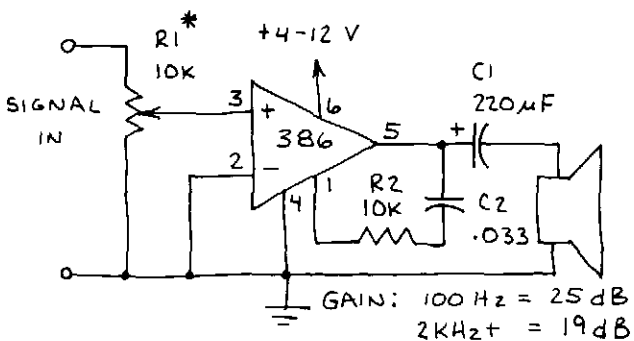 R1*
10K
SIGNAL
IN
+4-12 V
3
+
6
386
5
2
-
4
1
C1
220µF
+
R2
10K
C2
.033
GAIN: 100 Hz = 25 dB
2KHz+ = 19 dB